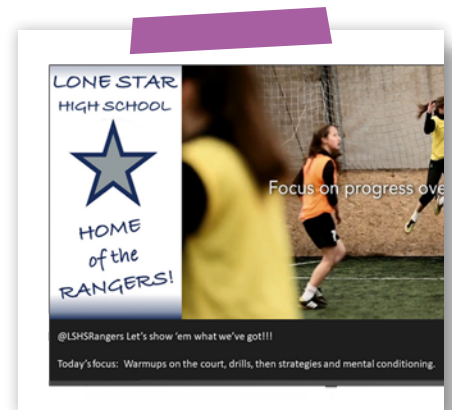 LONE STAR
HIGH SCHOOL
HOME
of the
RANGERS!
Focus on progress ove
@LSHSRangers Let's show 'em what we've got!!!
Today's focus:  Warmups on the court, drills, then strategies and mental conditioning.